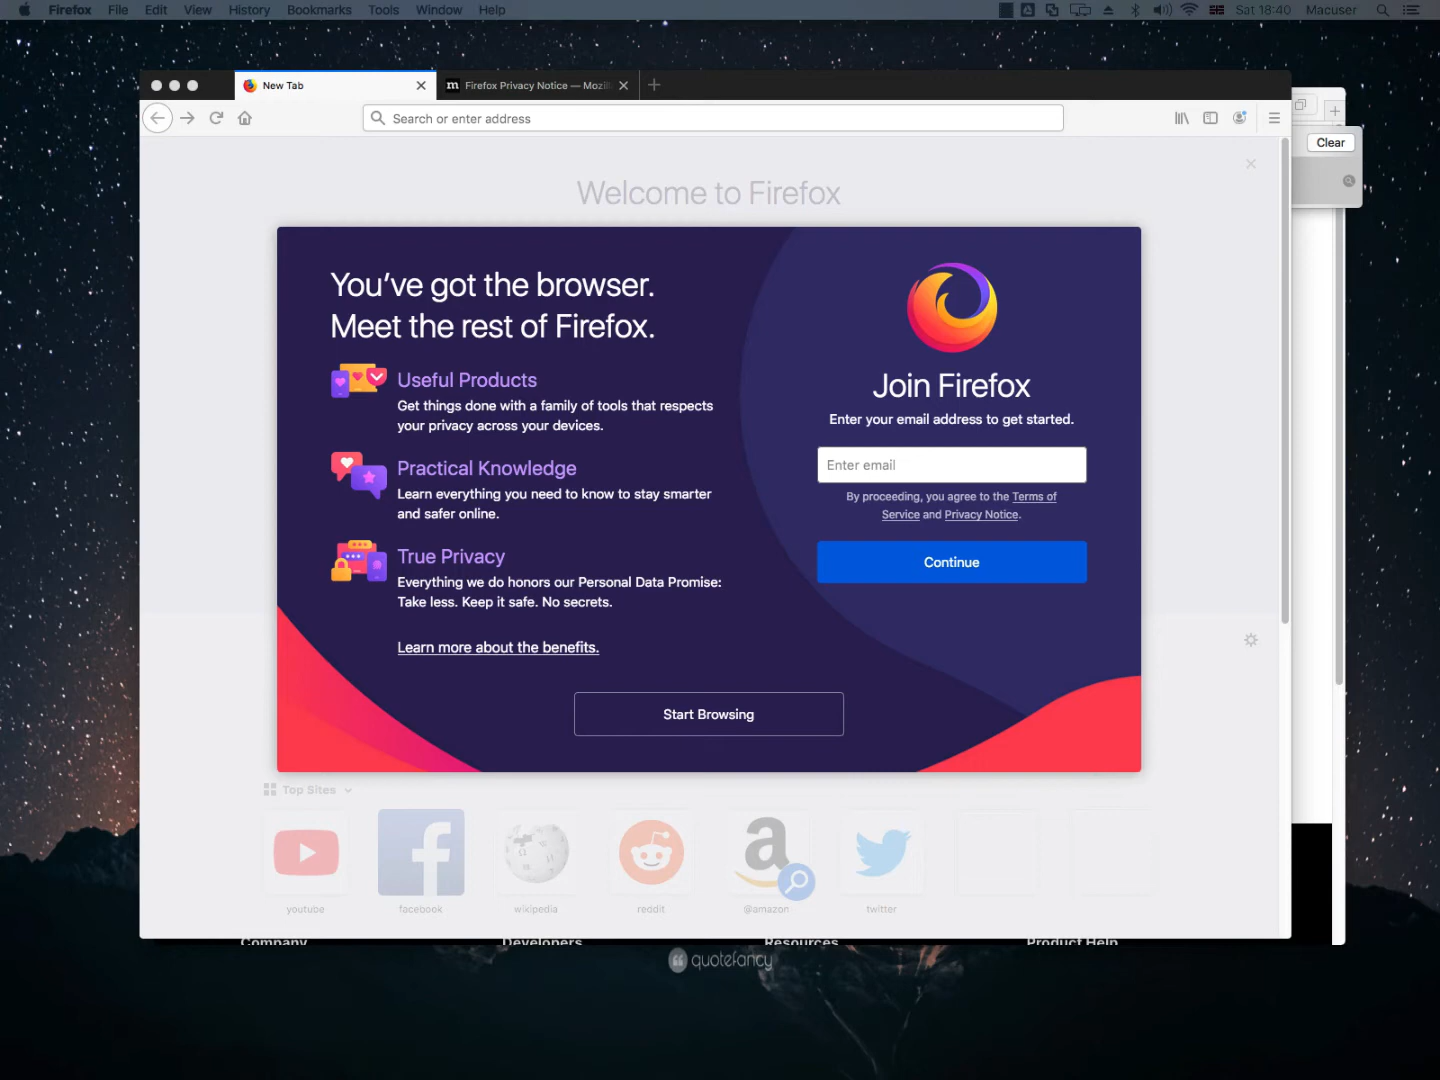 Firefox File Edit View History Bookmarks Tools Window Help
Sat 18:40 Macuser
New Tab
Firefox Privacy Notice — Mozil
Search or enter address
Clear
Welcome to Firefox
You’ve got the browser.
Meet the rest of Firefox.
Useful Products
Get things done with a family of tools that respects
your privacy across your devices.
Practical Knowledge
Learn everything you need to know to stay smarter
and safer online.
True Privacy
Everything we do honors our Personal Data Promise:
Take less. Keep it safe. No secrets.
Learn more about the benefits.
Join Firefox
Enter your email address to get started.
Enter email
By proceeding, you agree to the Terms of
Service and Privacy Notice.
Continue
Start Browsing
Top Sites
youtube
facebook
wikipedia
reddit
@amazon
twitter
Company Developers Resources Product Help
quotefancy